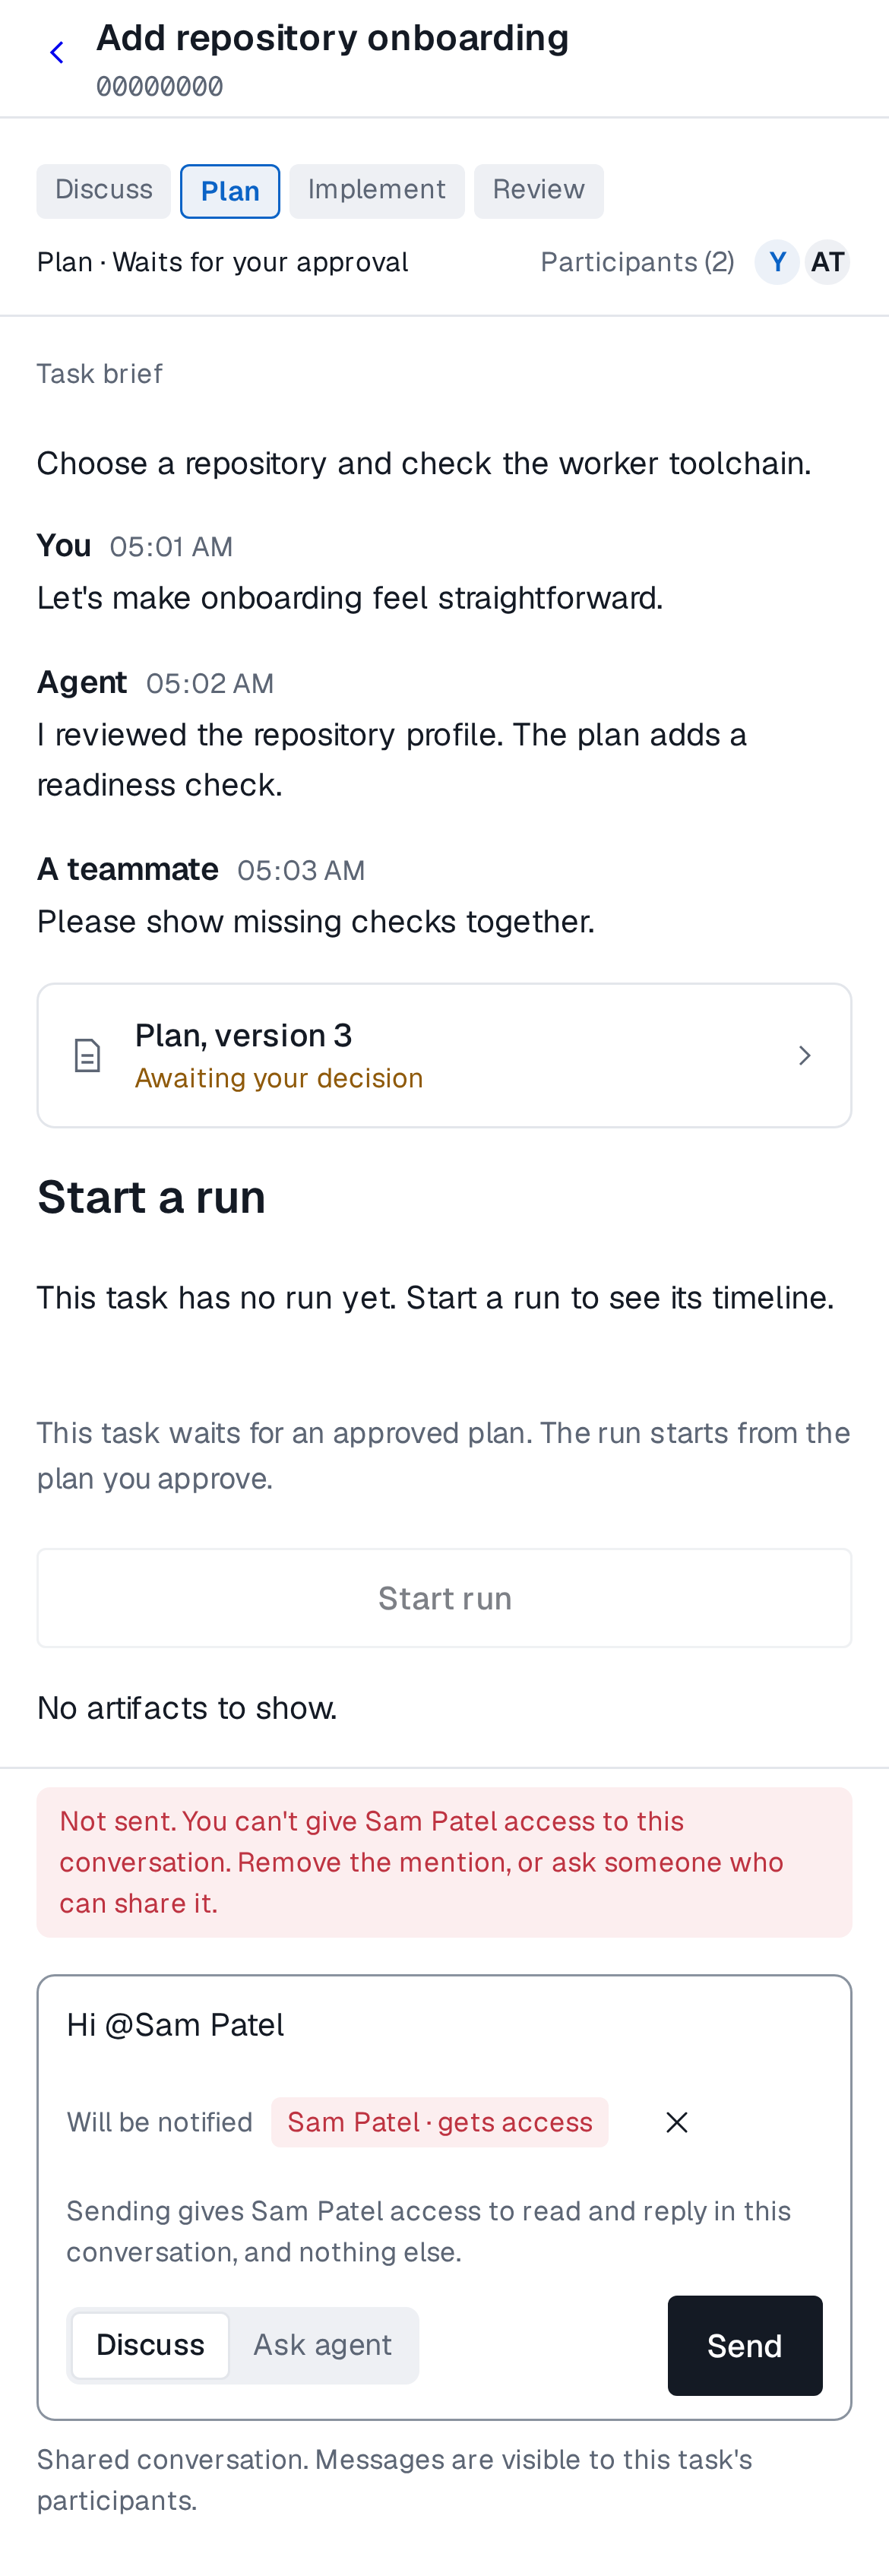 Add repository onboarding
00000000
Discuss
Plan
Implement
Review
Plan · Waits for your approval
Participants (2)
Y
AT
Task brief
Choose a repository and check the worker toolchain.
You 05:01 AM
Let's make onboarding feel straightforward.
Agent 05:02 AM
I reviewed the repository profile. The plan adds a
readiness check.
A teammate 05:03 AM
Please show missing checks together.
Plan, version 3
Awaiting your decision
Start a run
This task has no run yet. Start a run to see its timeline.
This task waits for an approved plan. The run starts from the
plan you approve.
Start run
No artifacts to show.
Not sent. You can't give Sam Patel access to this
conversation. Remove the mention, or ask someone who
can share it.
Hi @Sam Patel
Will be notified
Sam Patel · gets access
Sending gives Sam Patel access to read and reply in this
conversation, and nothing else.
Discuss
Ask agent
Send
Shared conversation. Messages are visible to this task's
participants.